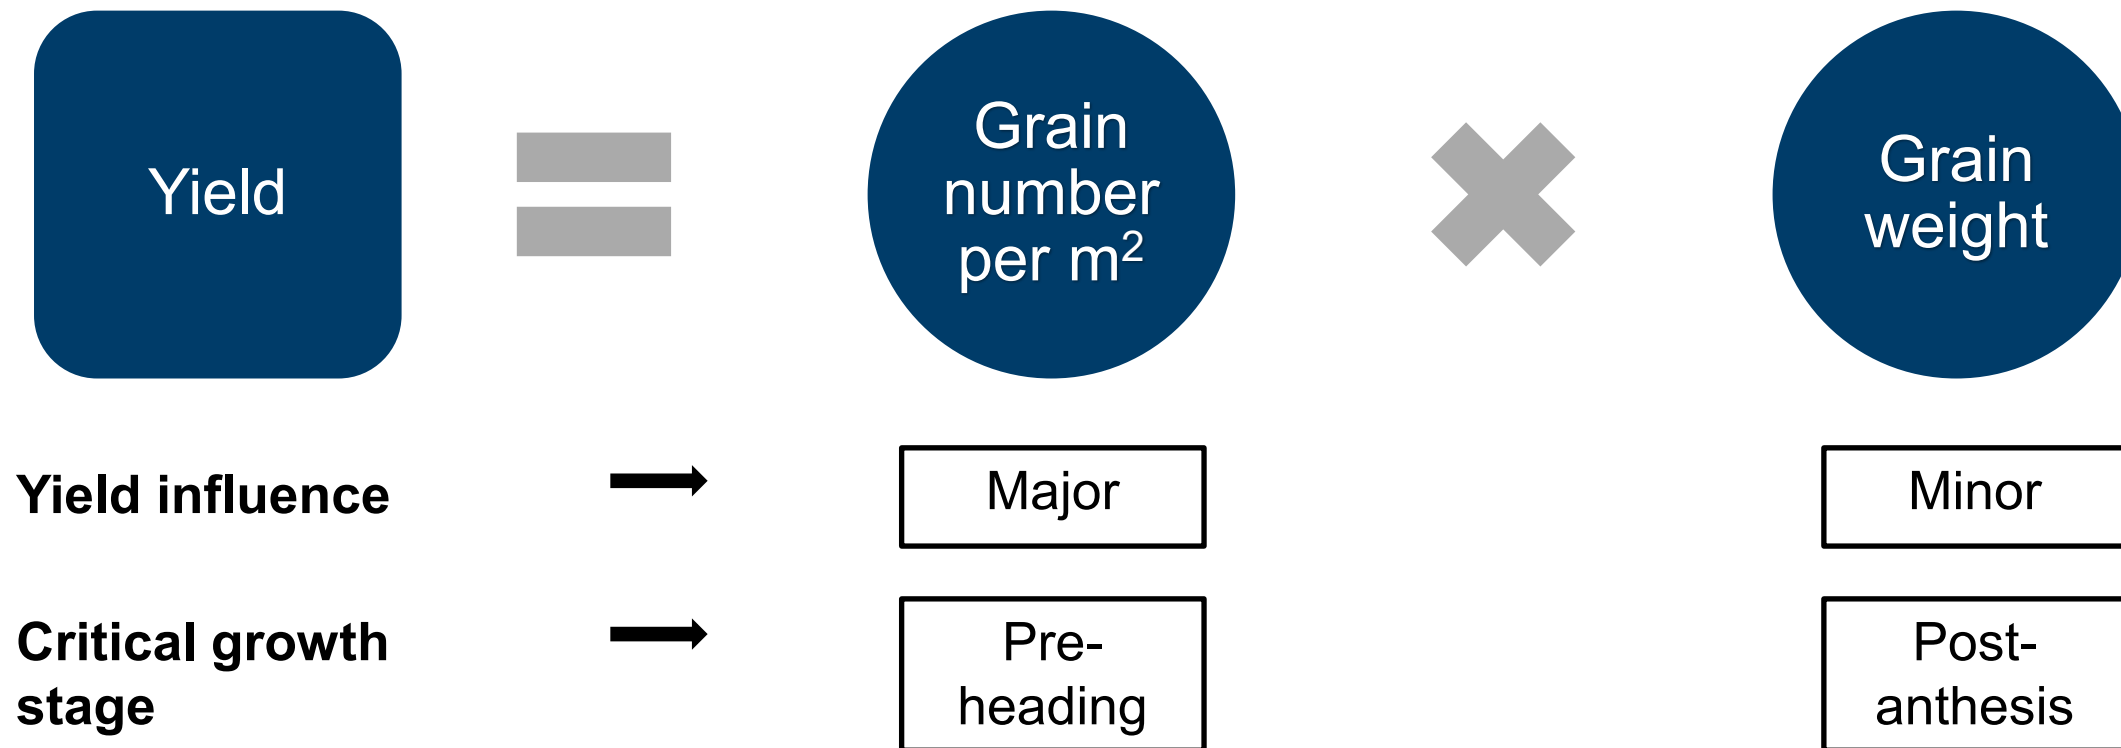 Yield
Grain
number
per m²
Grain
weight
Yield influence
Major
Minor
Critical growth
stage
Pre-
heading
Post-
anthesis